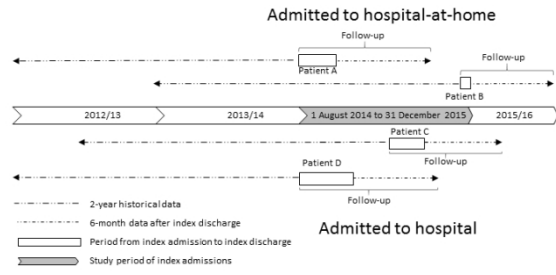 Admitted to hospital-at-home
Follow-up
Patient A
Follow-up
Patient B
2012/13
2013/14
1 August 2014 to 31 December 2015
2015/16
Patient C
Follow-up
Patient D
Follow-up
2-year historical data
6-month data after index discharge
Period from index admission to index discharge
Study period of index admissions
Admitted to hospital